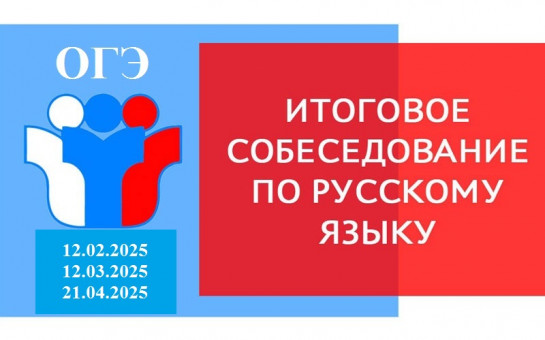 ОГЭ
ИТОГОВОЕ
СОБЕСЕДОВАНИЕ
ПО РУССКОМУ
ЯЗЫКУ
12.02.2025
12.03.2025
21.04.2025